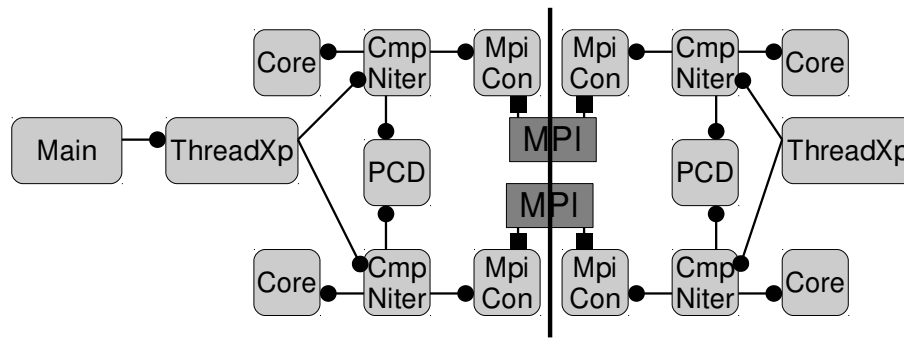 Core
Cmp
Niter
Mpi
Con
Mpi
Con
Cmp
Niter
Core
Main
ThreadXp
PCD
MPI
MPI
PCD
ThreadXp
Core
Cmp
Niter
Mpi
Con
Mpi
Con
Cmp
Niter
Core